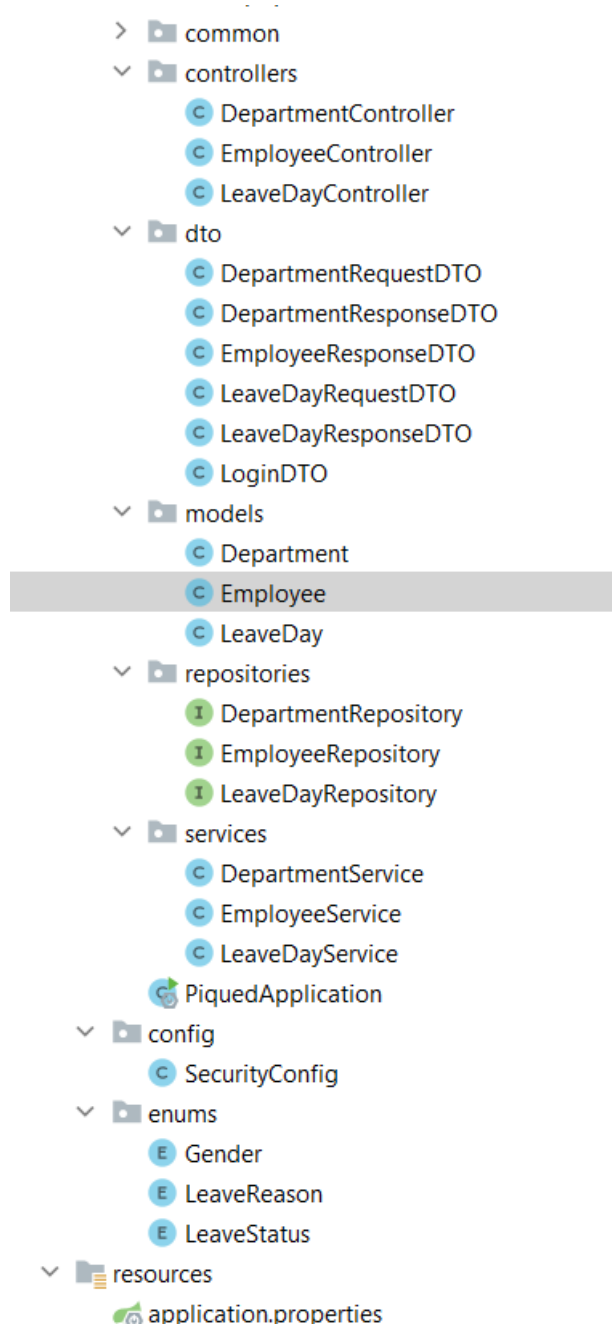 common
controllers
C DepartmentController
C EmployeeController
C LeaveDayController
dto
C DepartmentRequestDTO
C DepartmentResponseDTO
C EmployeeResponseDTO
C LeaveDayRequestDTO
C LeaveDayResponseDTO
C LoginDTO
models
C Department
C Employee
C LeaveDay
repositories
I DepartmentRepository
I EmployeeRepository
I LeaveDayRepository
services
C DepartmentService
C EmployeeService
C LeaveDayService
PiquedApplication
config
C SecurityConfig
enums
E Gender
E LeaveReason
E LeaveStatus
resources
application.properties